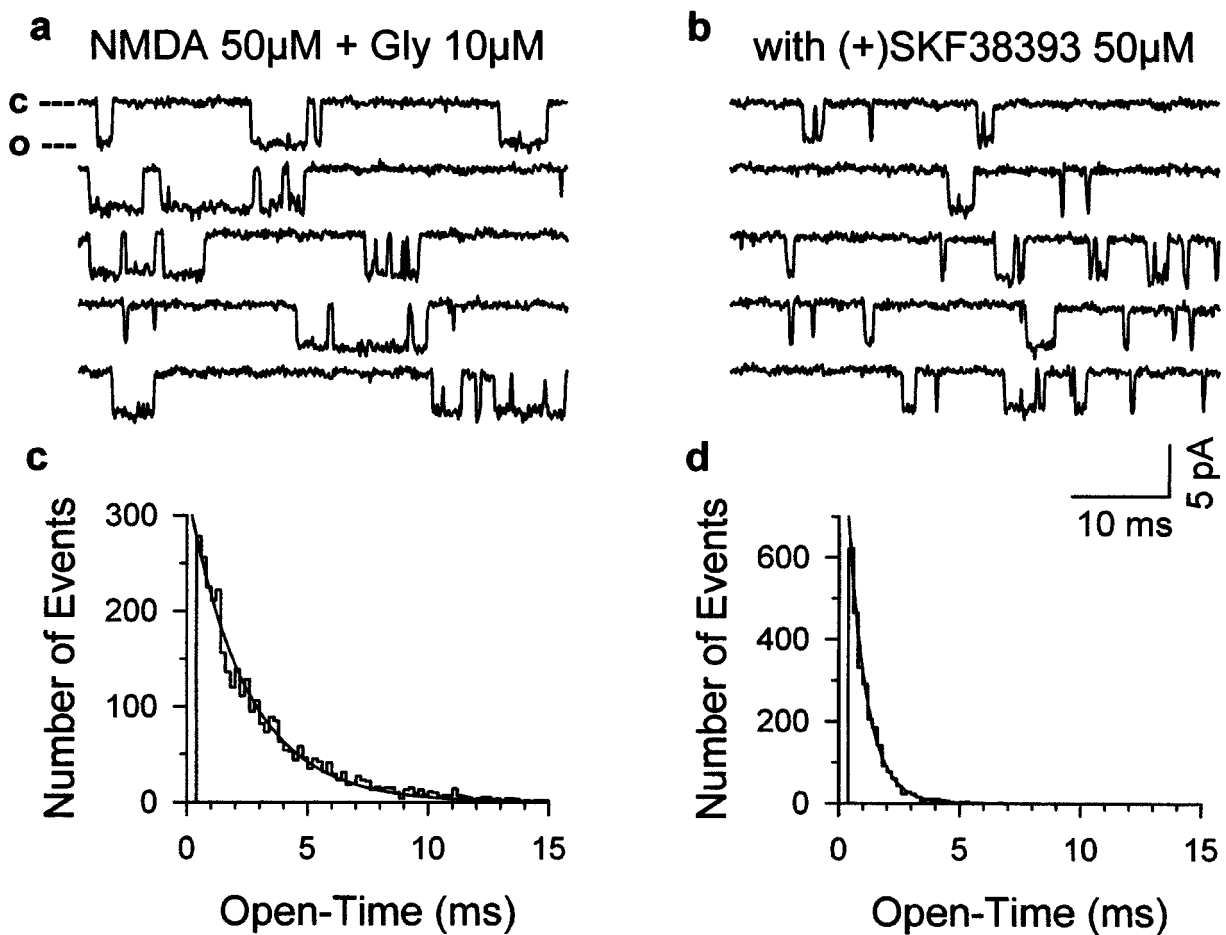 a
NMDA 50µM + Gly 10µM
b
with (+)SKF38393 50µM
c ---
o ---
5 pA
10 ms
c
Number of Events
300
200
100
0
0 5 10 15
Open-Time (ms)
d
Number of Events
600
400
200
0
0 5 10 15
Open-Time (ms)